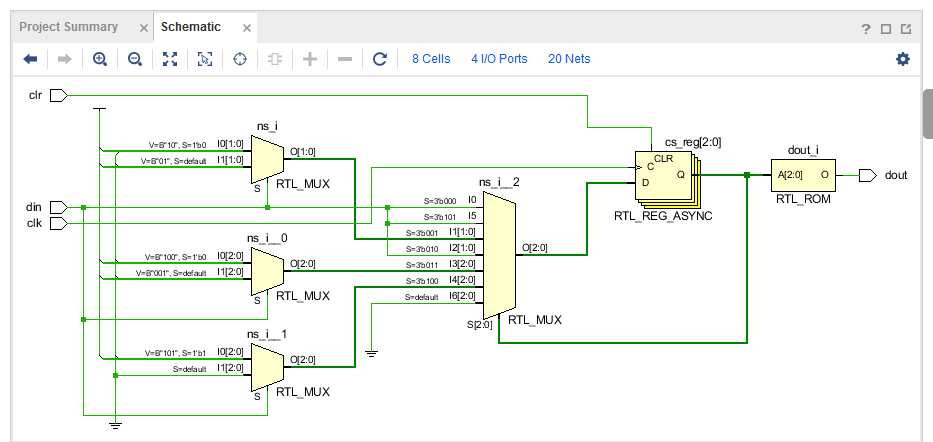 Project Summary
Schematic
8 Cells
4 I/O Ports
20 Nets
clr
ns_i
V=B"10", S=1'b0 I0[1:0]
V=B"01", S=default I1[1:0]
O[1:0]
S
RTL_MUX
cs_reg[2:0]
CLR
C
D
Q
RTL_REG_ASYNC
dout_i
A[2:0]
O
RTL_ROM
dout
din
clk
ns_i__2
S=3'b000 I0
S=3'b101 I5
S=3'b001 I1[1:0]
S=3'b010 I2[1:0]
S=3'b011 I3[2:0]
S=3'b100 I4[2:0]
S=default I6[2:0]
O[2:0]
S[2:0]
RTL_MUX
ns_i__0
V=B"100", S=1'b0 I0[2:0]
V=B"001", S=default I1[2:0]
O[2:0]
S
RTL_MUX
ns_i__1
V=B"101", S=1'b1 I0[2:0]
S=default I1[2:0]
O[2:0]
S
RTL_MUX